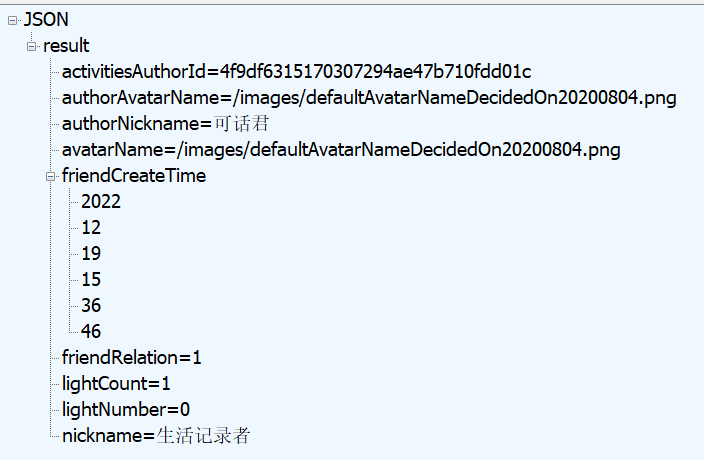 JSON
result
activitiesAuthorId=4f9df6315170307294ae47b710fdd01c
authorAvatarName=/images/defaultAvatarNameDecidedOn20200804.png
authorNickname=可话君
avatarName=/images/defaultAvatarNameDecidedOn20200804.png
friendCreateTime
2022
12
19
15
36
46
friendRelation=1
lightCount=1
lightNumber=0
nickname=生活记录者